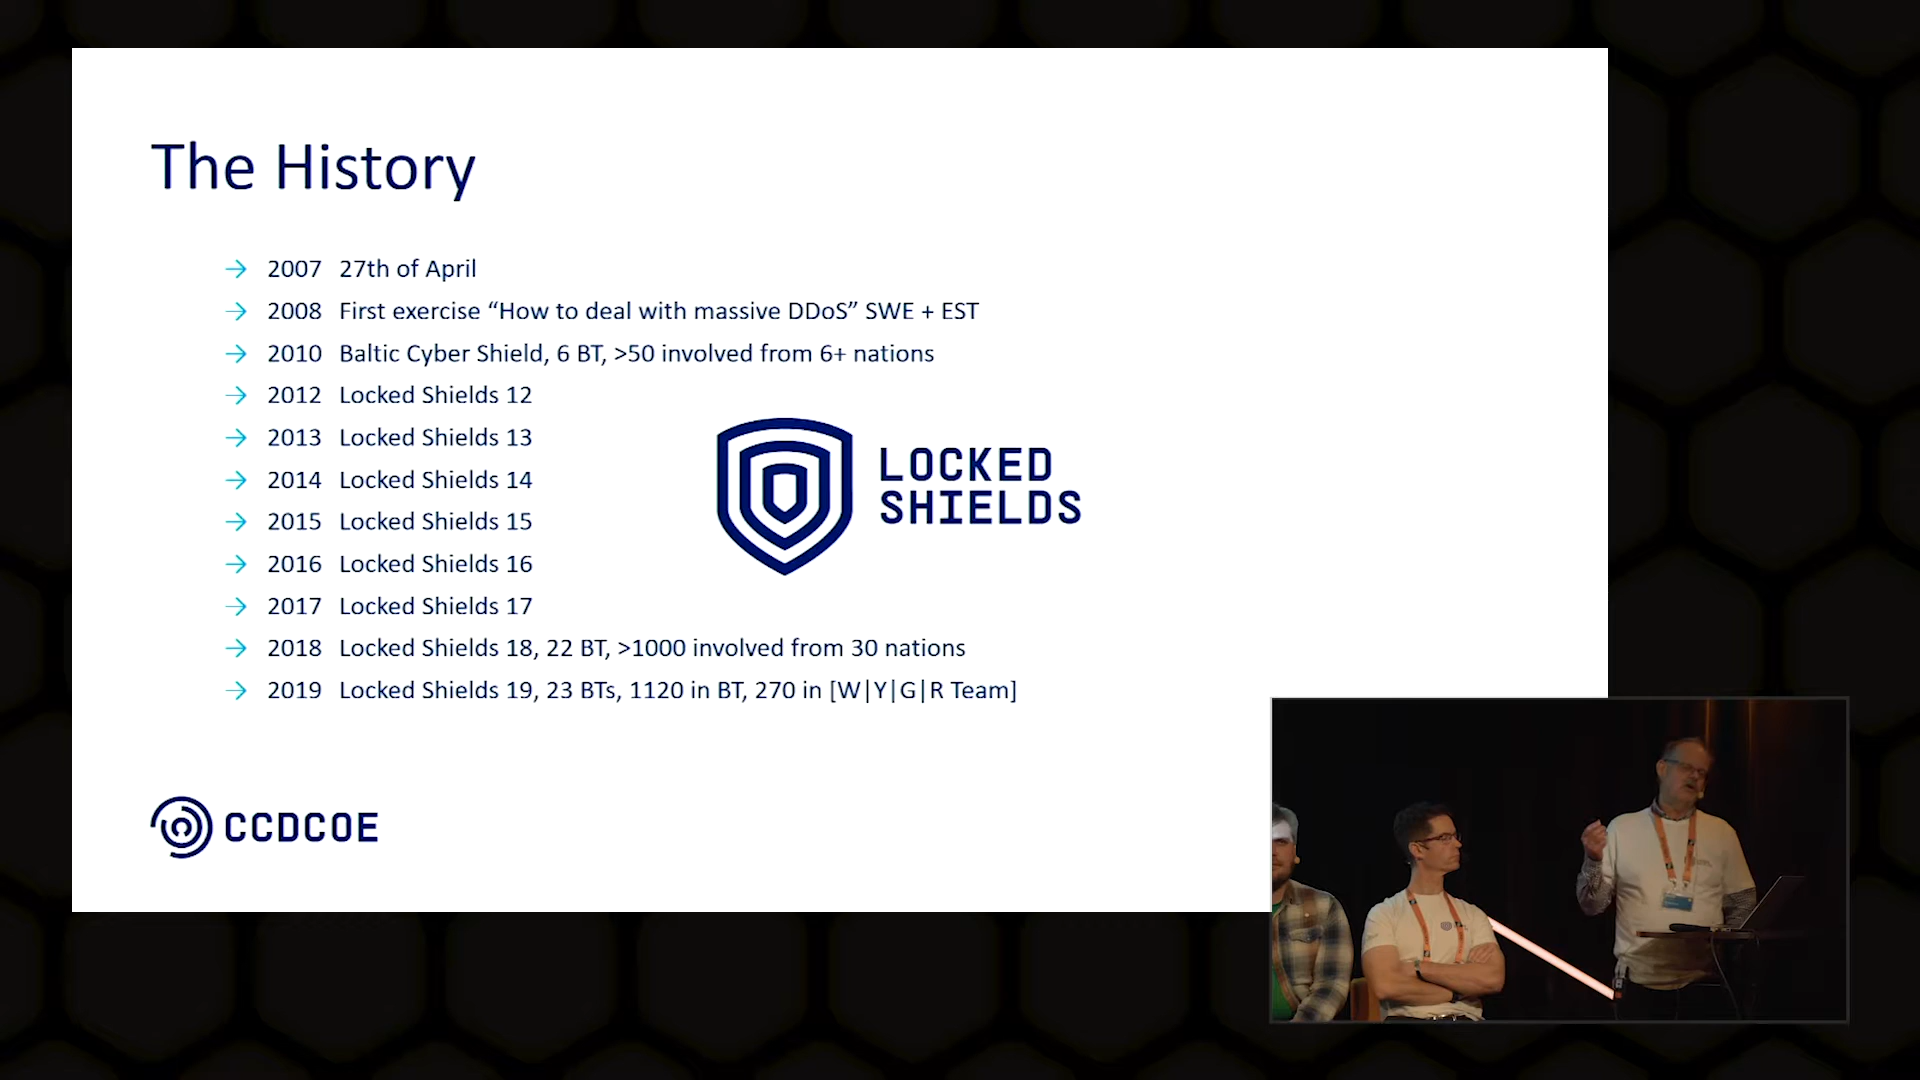 The History
→ 2007 27th of April
→ 2008 First exercise “How to deal with massive DDoS” SWE + EST
→ 2010 Baltic Cyber Shield, 6 BT, >50 involved from 6+ nations
→ 2012 Locked Shields 12
→ 2013 Locked Shields 13
→ 2014 Locked Shields 14
→ 2015 Locked Shields 15
→ 2016 Locked Shields 16
→ 2017 Locked Shields 17
→ 2018 Locked Shields 18, 22 BT, >1000 involved from 30 nations
→ 2019 Locked Shields 19, 23 BTs, 1120 in BT, 270 in [W|Y|G|R Team]
LOCKED
SHIELDS
CCDCOE